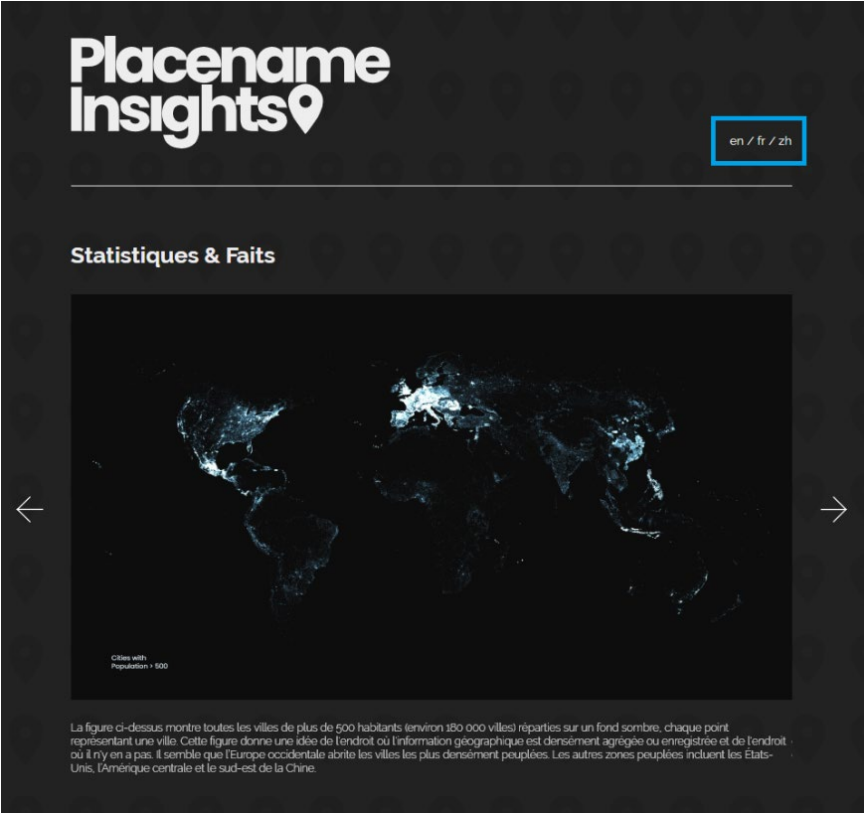 Placename
Insights
en / fr / zh
Statistiques & Faits
Cities with
Population > 500
La figure ci-dessus montre toutes les villes de plus de 500 habitants (environ 180 000 villes) réparties sur un fond sombre, chaque point
représentant une ville. Cette figure donne une idée de l'endroit où l'information géographique est densément agrégée ou enregistrée et de l'endroit
où il n'y en a pas. Il semble que l'Europe occidentale abrite les villes les plus densément peuplées. Les autres zones peuplées incluent les États-
Unis, l'Amérique centrale et le sud-est de la Chine.